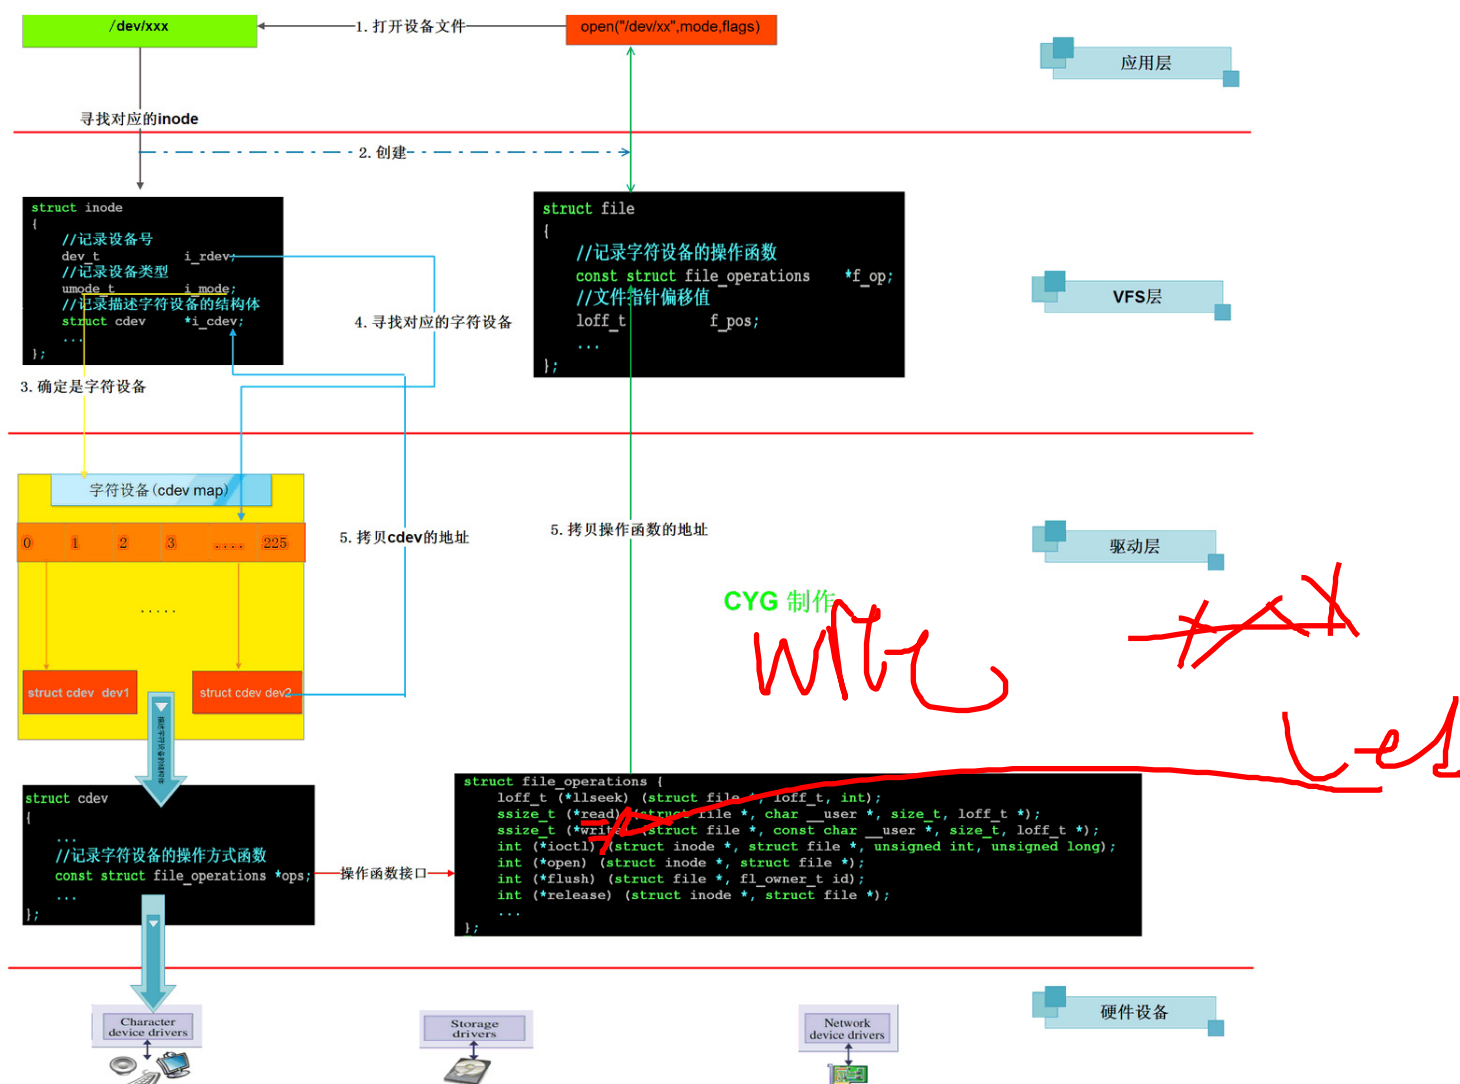 /dev/xxx
1. 打开设备文件
open("/dev/xx",mode,flags)
应用层
寻找对应的inode
2. 创建
struct inode
{
//记录设备号
dev_t i_rdev;
//记录设备类型
umode_t i_mode;
//记录描述字符设备的结构体
struct cdev *i_cdev;
...
};
struct file
{
//记录字符设备的操作函数
const struct file_operations *f_op;
//文件指针偏移值
loff_t f_pos;
...
};
VFS层
4. 寻找对应的字符设备
3. 确定是字符设备
字符设备(cdev map)
0 1 2 3 .... 225
.....
struct cdev dev1
struct cdev dev2
5. 拷贝cdev的地址
5. 拷贝操作函数的地址
驱动层
CYG 制作
write
Led
struct cdev
{
...
//记录字符设备的操作方式函数
const struct file_operations *ops;
...
};
操作函数接口
struct file_operations {
loff_t (*llseek) (struct file *, loff_t, int);
ssize_t (*read) (struct file *, char __user *, size_t, loff_t *);
ssize_t (*write) (struct file *, const char __user *, size_t, loff_t *);
int (*ioctl) (struct inode *, struct file *, unsigned int, unsigned long);
int (*open) (struct inode *, struct file *);
int (*flush) (struct file *, fl_owner_t id);
int (*release) (struct inode *, struct file *);
...
};
硬件设备
Character
device drivers
Storage
drivers
Network
device drivers